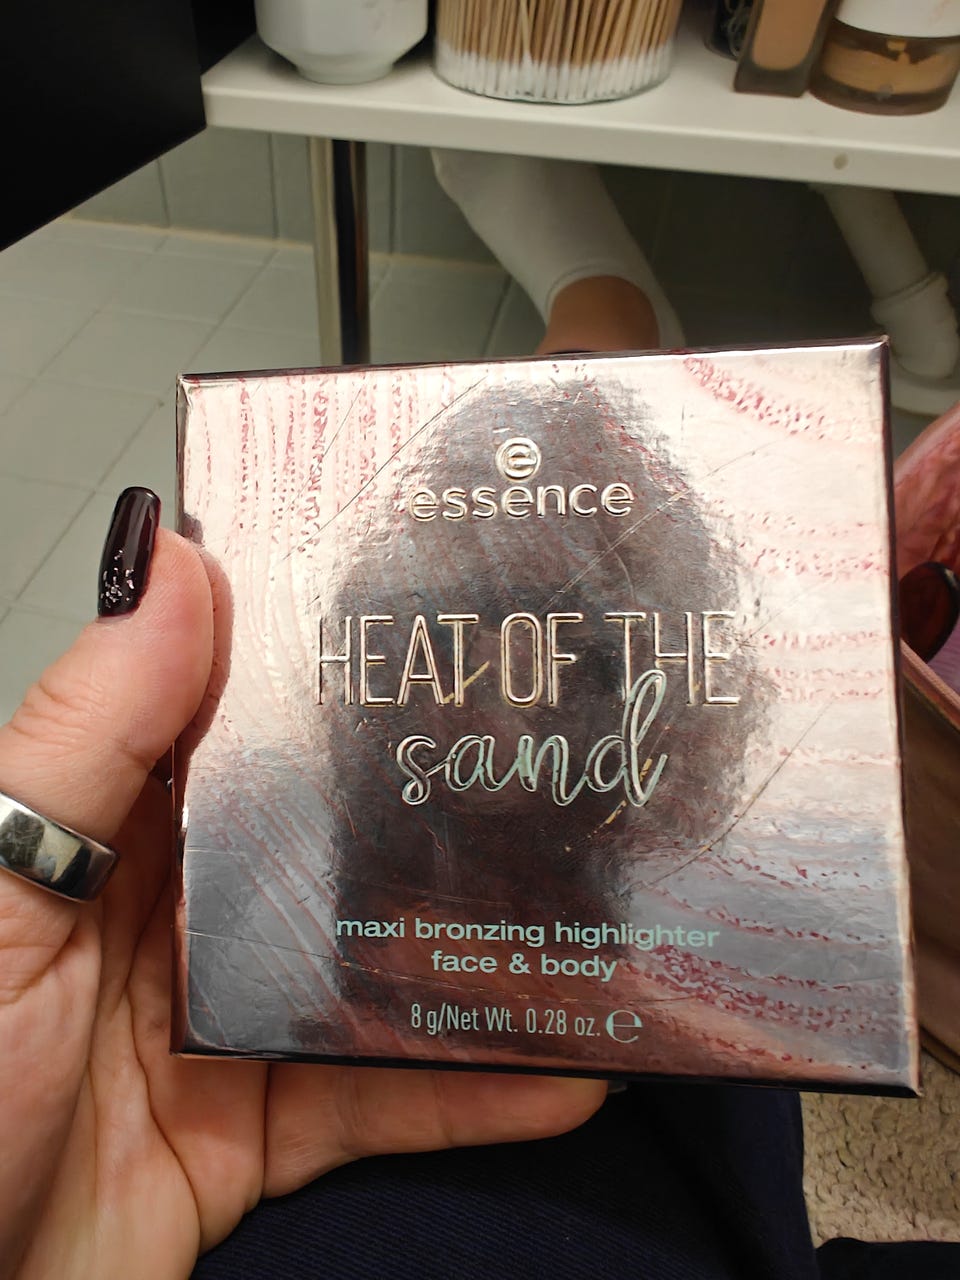 e
essence
HEAT OF THE
sand
maxi bronzing highlighter
face & body
8 g/Net Wt. 0.28 oz. ℮